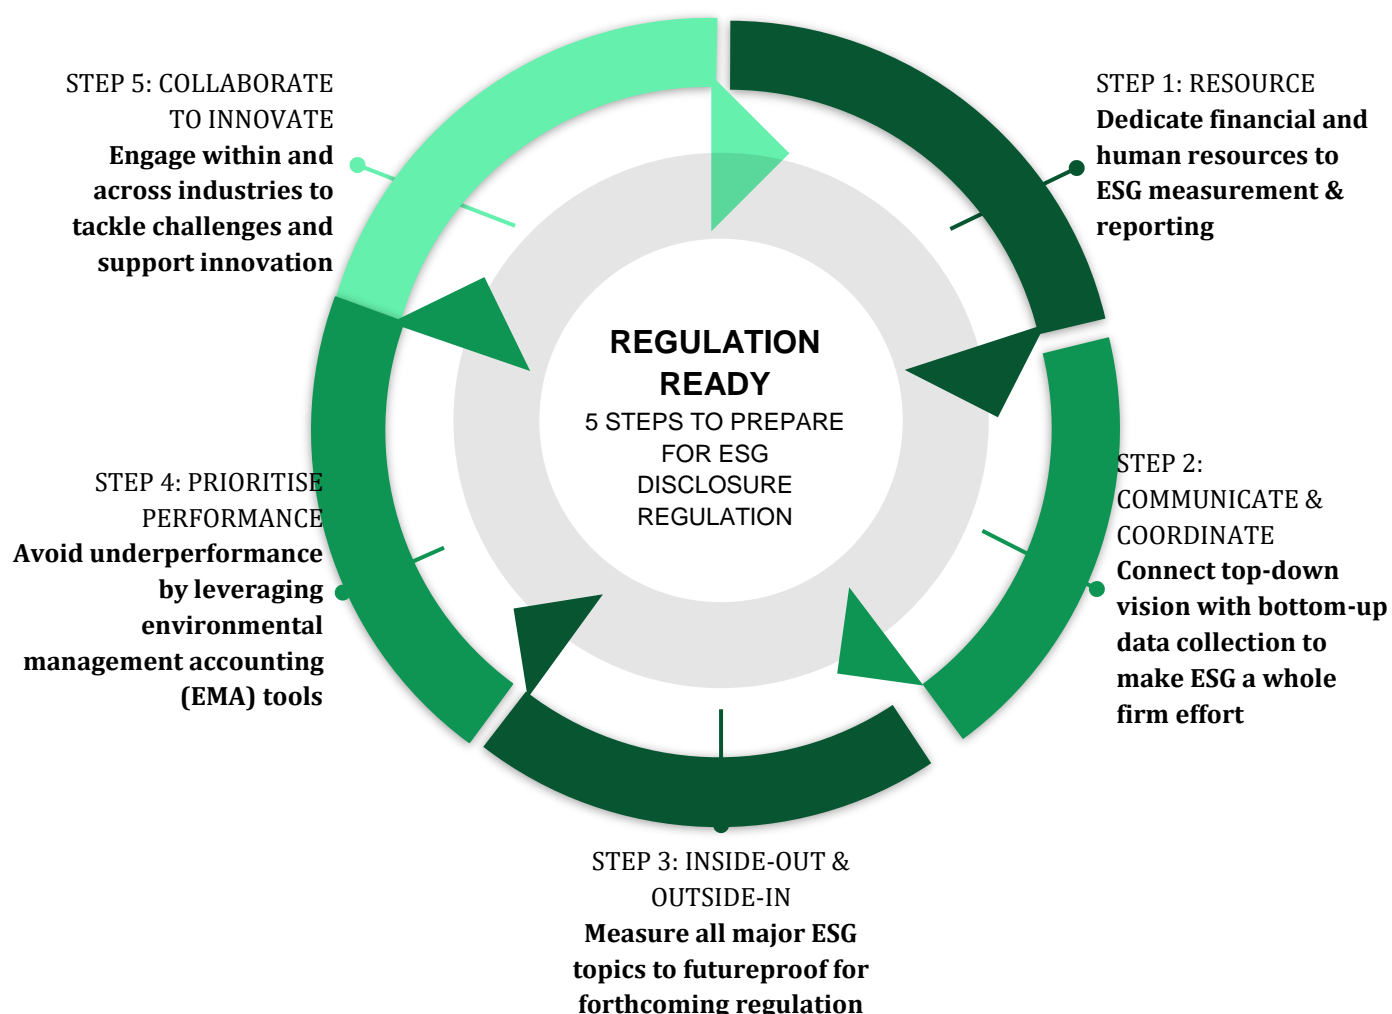 REGULATION
READY
5 STEPS TO PREPARE
FOR ESG
DISCLOSURE
REGULATION
STEP 1: RESOURCE
Dedicate financial and
human resources to
ESG measurement &
reporting
STEP 2:
COMMUNICATE &
COORDINATE
Connect top-down
vision with bottom-up
data collection to
make ESG a whole
firm effort
STEP 3: INSIDE-OUT &
OUTSIDE-IN
Measure all major ESG
topics to futureproof for
forthcoming regulation
STEP 4: PRIORITISE
PERFORMANCE
Avoid underperformance
by leveraging
environmental
management accounting
(EMA) tools
STEP 5: COLLABORATE
TO INNOVATE
Engage within and
across industries to
tackle challenges and
support innovation